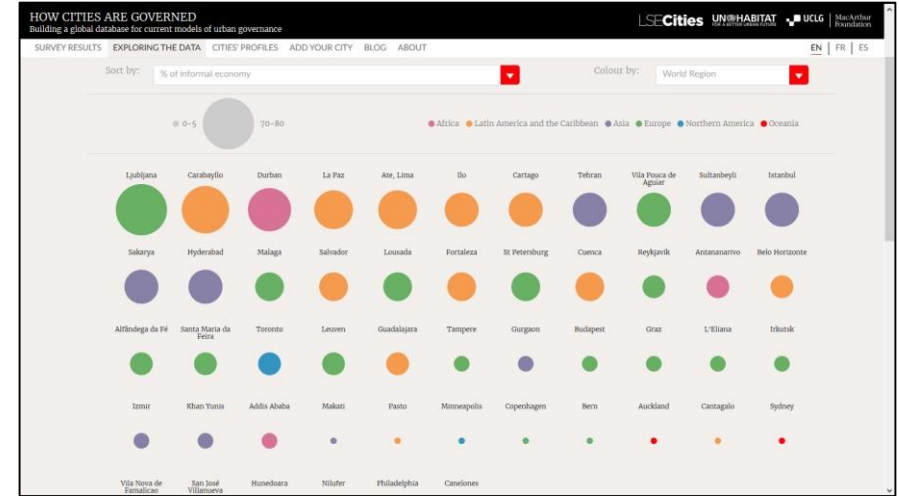 HOW CITIES ARE GOVERNED
Building a global database for current models of urban governance
LSECities UN HABITAT FOR A BETTER URBAN FUTURE UCLG MacArthur Foundation
SURVEY RESULTS EXPLORING THE DATA CITIES' PROFILES ADD YOUR CITY BLOG ABOUT EN FR ES
Sort by: % of informal economy Colour by: World Region
0-5 70-80 Africa Latin America and the Caribbean Asia Europe Northern America Oceania
Ljubljana Carabayllo Durban La Paz Ate, Lima Ilo Cartago Tehran Vila Pouca de Aguiar Sultanbeyli Istanbul
Sakarya Hyderabad Malaga Salvador Lousada Fortaleza St Petersburg Cuenca Reykjavik Antananarivo Belo Horizonte
Alfândega da Fé Santa Maria da Feira Toronto Leuven Guadalajara Tampere Gurgaon Budapest Graz L'Eliana Irkutsk
Izmir Khan Yunis Addis Ababa Makati Pasto Minneapolis Copenhagen Bern Auckland Cantagalo Sydney
Vila Nova de Famalicao San José Villanueva Hunedoara Nilufer Philadelphia Canelones